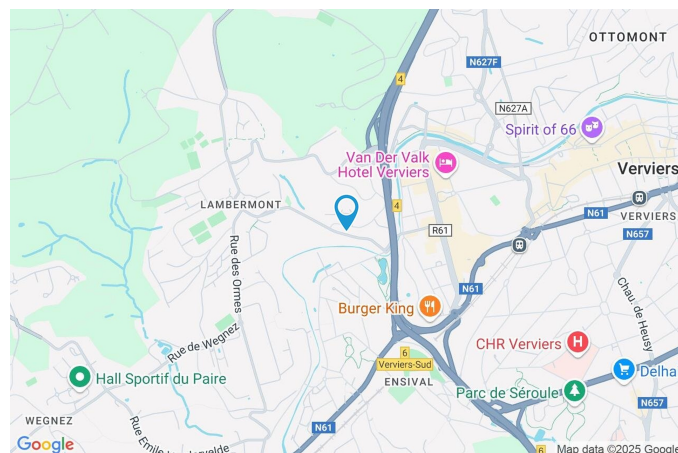 OTTOMONT
4
N627F
N627A
Spirit of 66
Van Der Valk
Hotel Verviers
Verviers
LAMBERMONT
4
N61
VERVIERS
R61
N657
Rue des Ormes
N61
Chau. de Heusy
Burger King
CHR Verviers
H
Rue de Wegnez
6
Verviers-Sud
Hall Sportif du Paire
ENSIVAL
Delha
Parc de Séroule
N657
WEGNEZ
N61
Google
6
Map data ©2025 Google